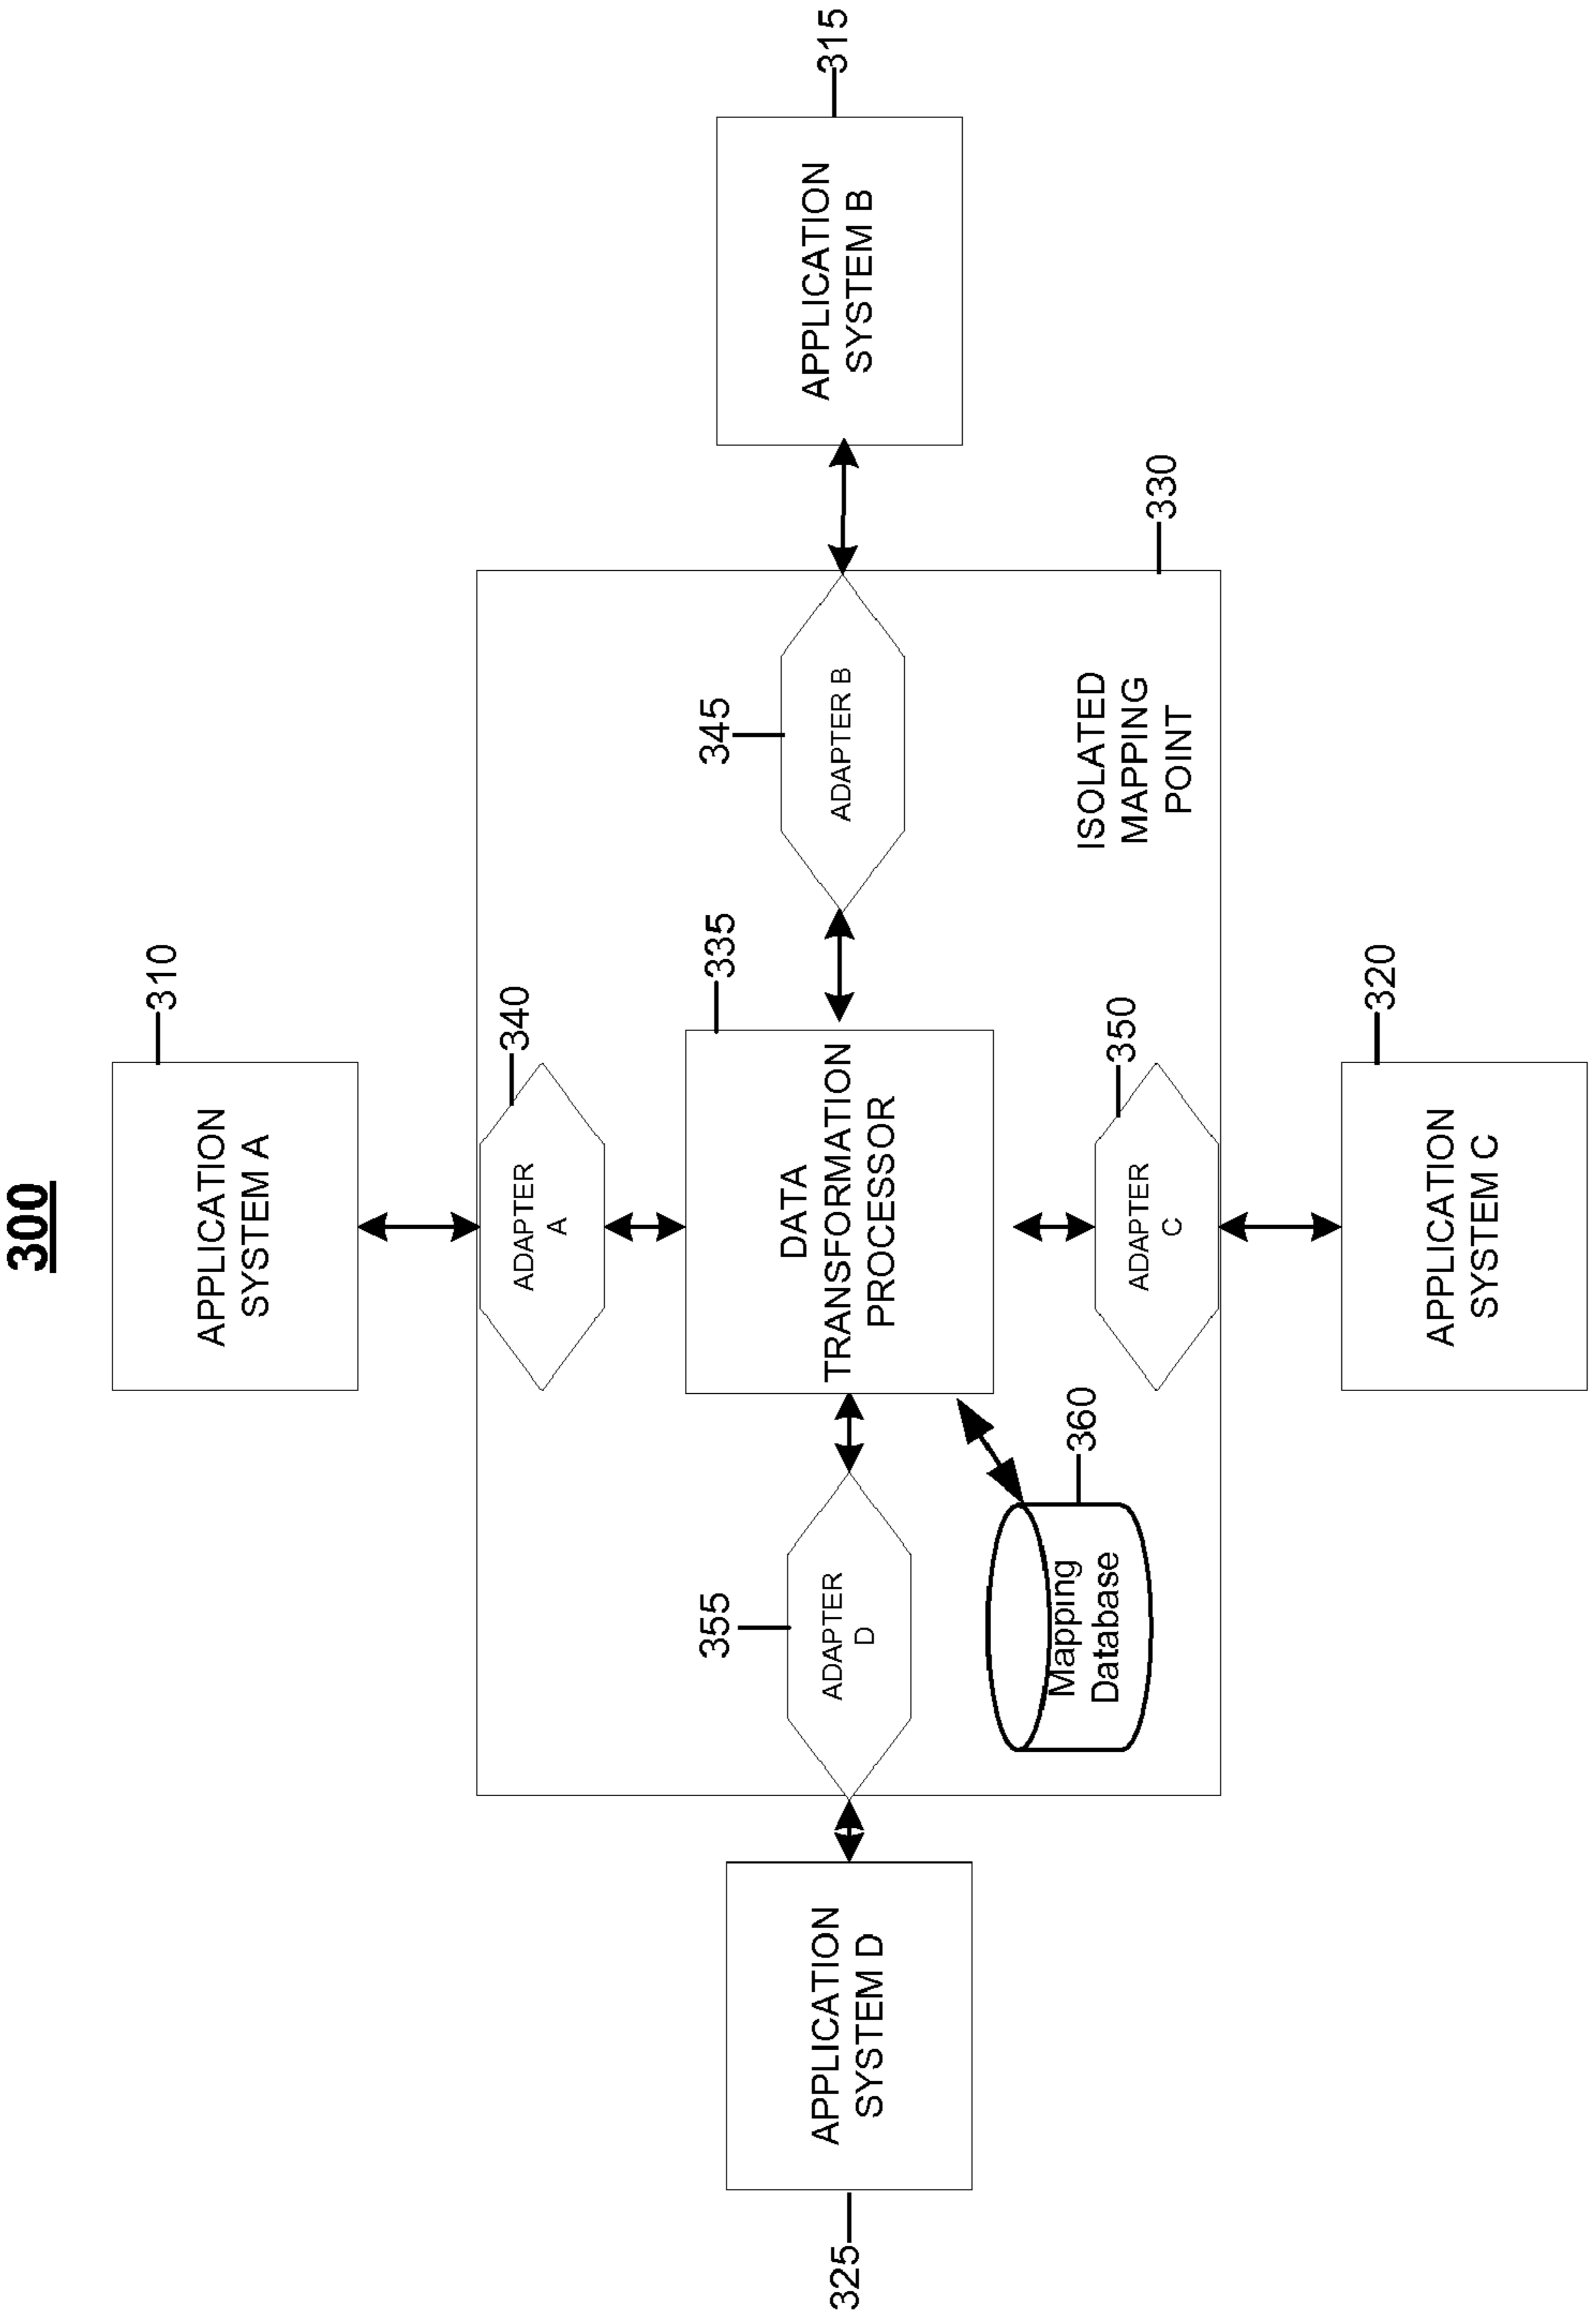 300
310
APPLICATION
SYSTEM A
340
ADAPTER
A
325
APPLICATION
SYSTEM D
355
ADAPTER
D
335
DATA
TRANSFORMATION
PROCESSOR
345
ADAPTER B
315
APPLICATION
SYSTEM B
360
Mapping
Database
350
ADAPTER
C
ISOLATED
MAPPING
POINT
330
320
APPLICATION
SYSTEM C